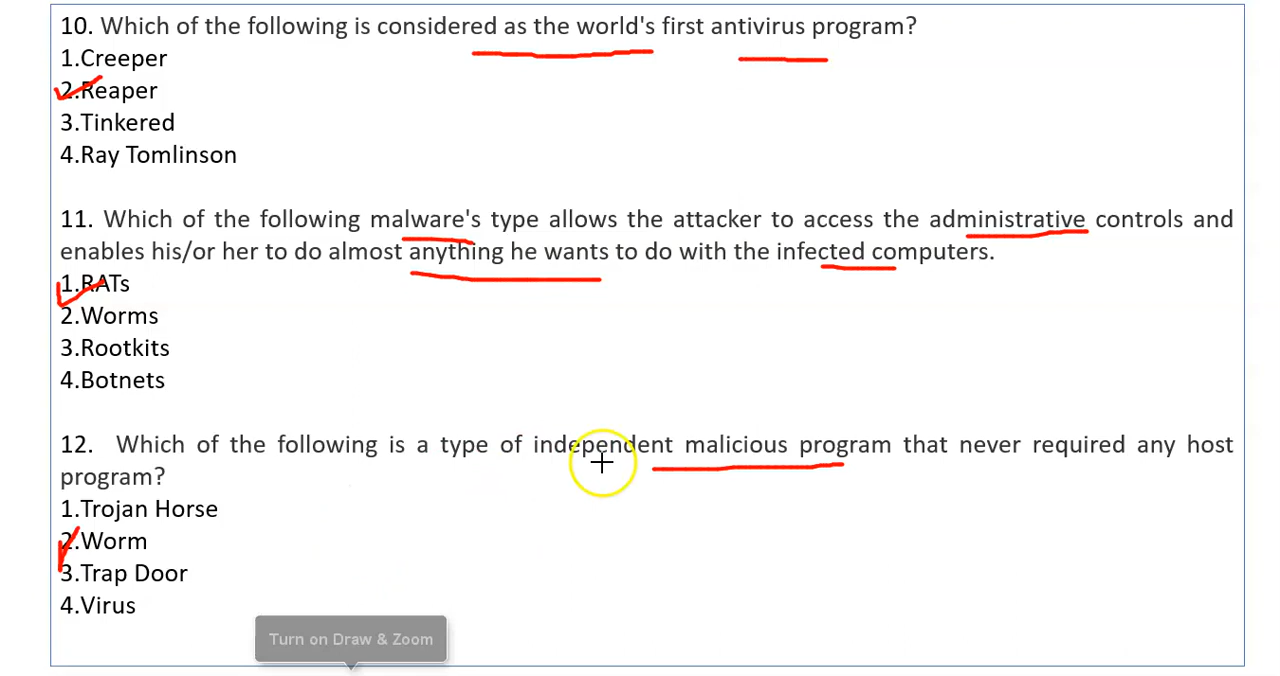 10. Which of the following is considered as the world's first antivirus program?
1.Creeper
2.Reaper
3.Tinkered
4.Ray Tomlinson
11. Which of the following malware's type allows the attacker to access the administrative controls and
enables his/or her to do almost anything he wants to do with the infected computers.
1.RATs
2.Worms
3.Rootkits
4.Botnets
12. Which of the following is a type of independent malicious program that never required any host
program?
1.Trojan Horse
2.Worm
3.Trap Door
4.Virus
Turn on Draw & Zoom